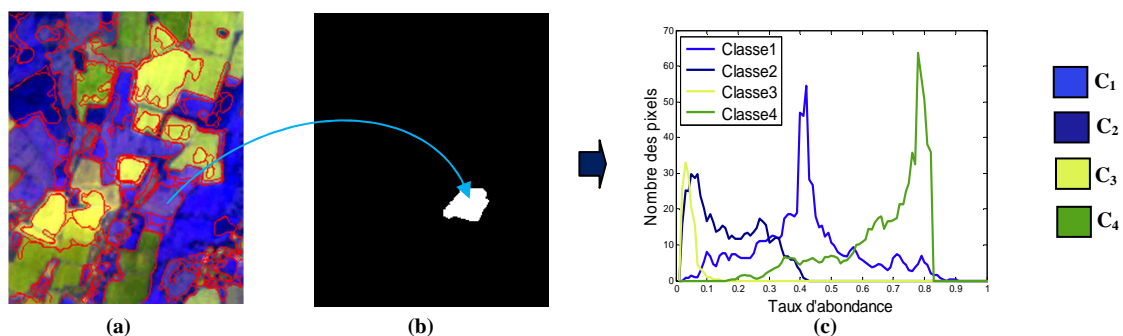 70
60
50
40
30
20
10
0
Nombre des pixels
Classe1
Classe2
Classe3
Classe4
0 0.1 0.2 0.3 0.4 0.5 0.6 0.7 0.8 0.9 1
Taux d'abondance
C1
C2
C3
C4
(a) (b) (c)